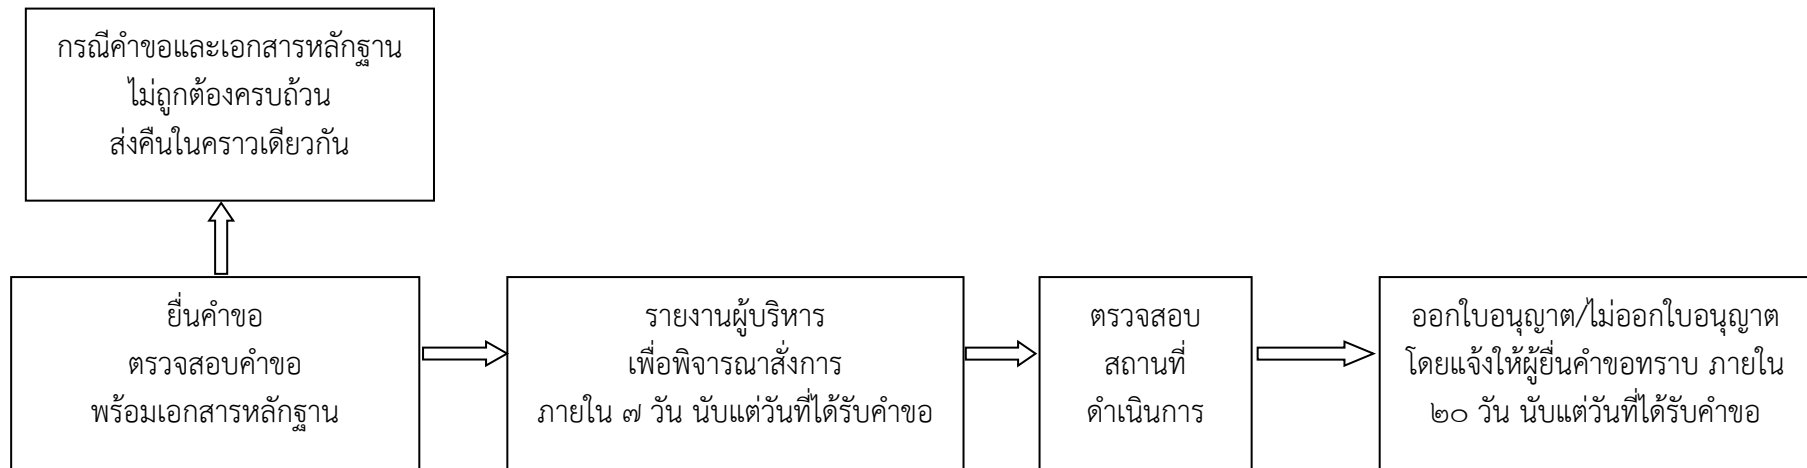 กรณีคำขอและเอกสารหลักฐาน
ไม่ถูกต้องครบถ้วน
ส่งคืนในคราวเดียวกัน
ยื่นคำขอ
ตรวจสอบคำขอ
พร้อมเอกสารหลักฐาน
รายงานผู้บริหาร
เพื่อพิจารณาสั่งการ
ภายใน ๗ วัน นับแต่วันที่ได้รับคำขอ
ตรวจสอบ
สถานที่
ดำเนินการ
ออกใบอนุญาต/ไม่ออกใบอนุญาต
โดยแจ้งให้ผู้ยื่นคำขอทราบ ภายใน
๒๐ วัน นับแต่วันที่ได้รับคำขอ